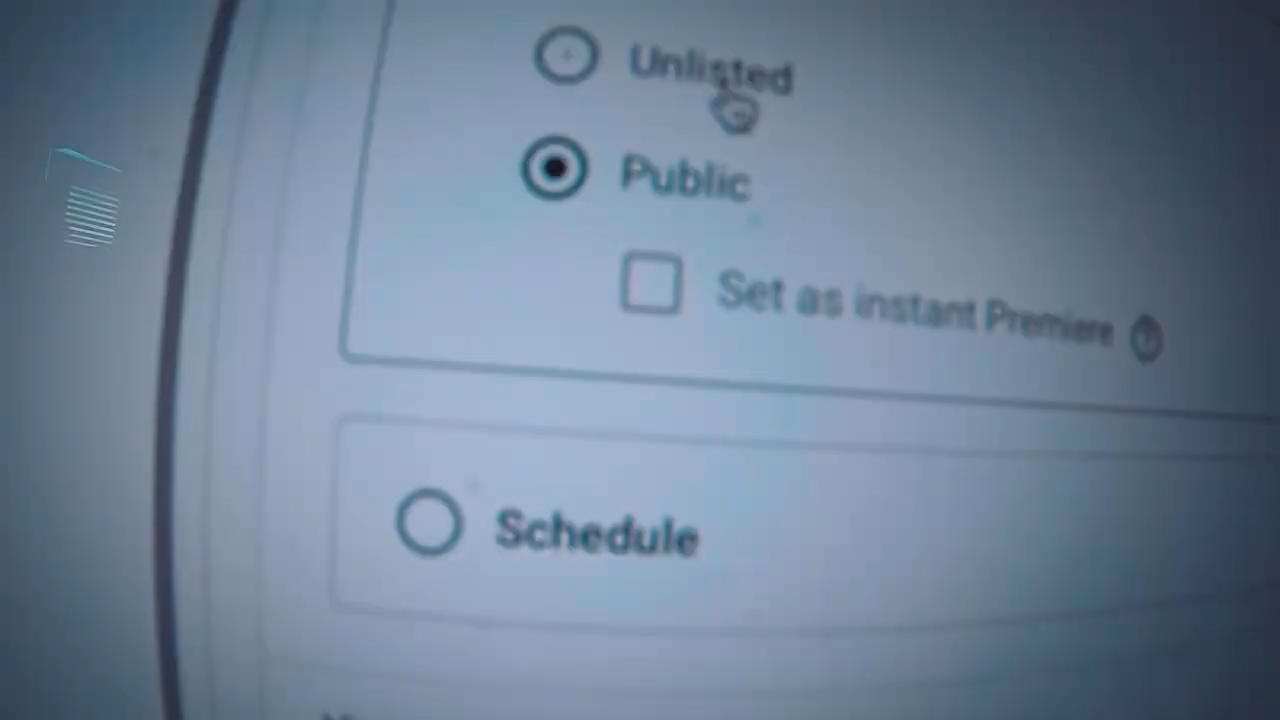 Unlisted
Public
Set as instant Premiere
Schedule